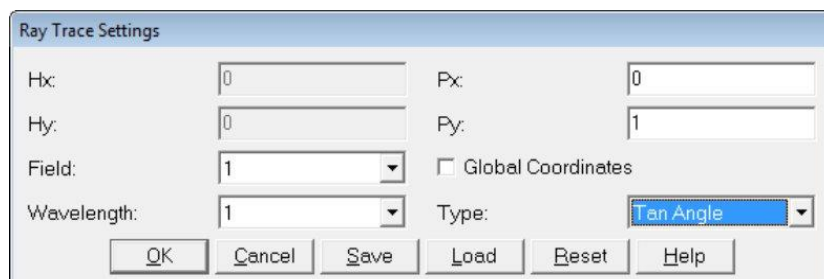 Ray Trace Settings
Hx: 0 Px: 0
Hy: 0 Py: 1
Field: 1 Global Coordinates
Wavelength: 1 Type: Tan Angle
OK Cancel Save Load Reset Help